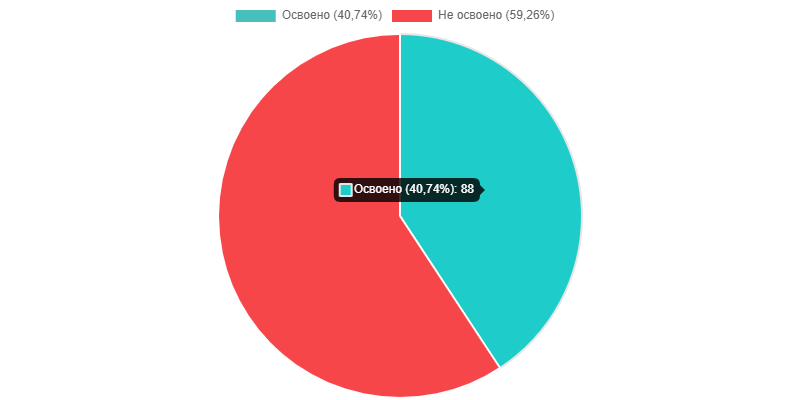 Освоено (40,74%) Не освоено (59,26%)
Освоено (40,74%): 88